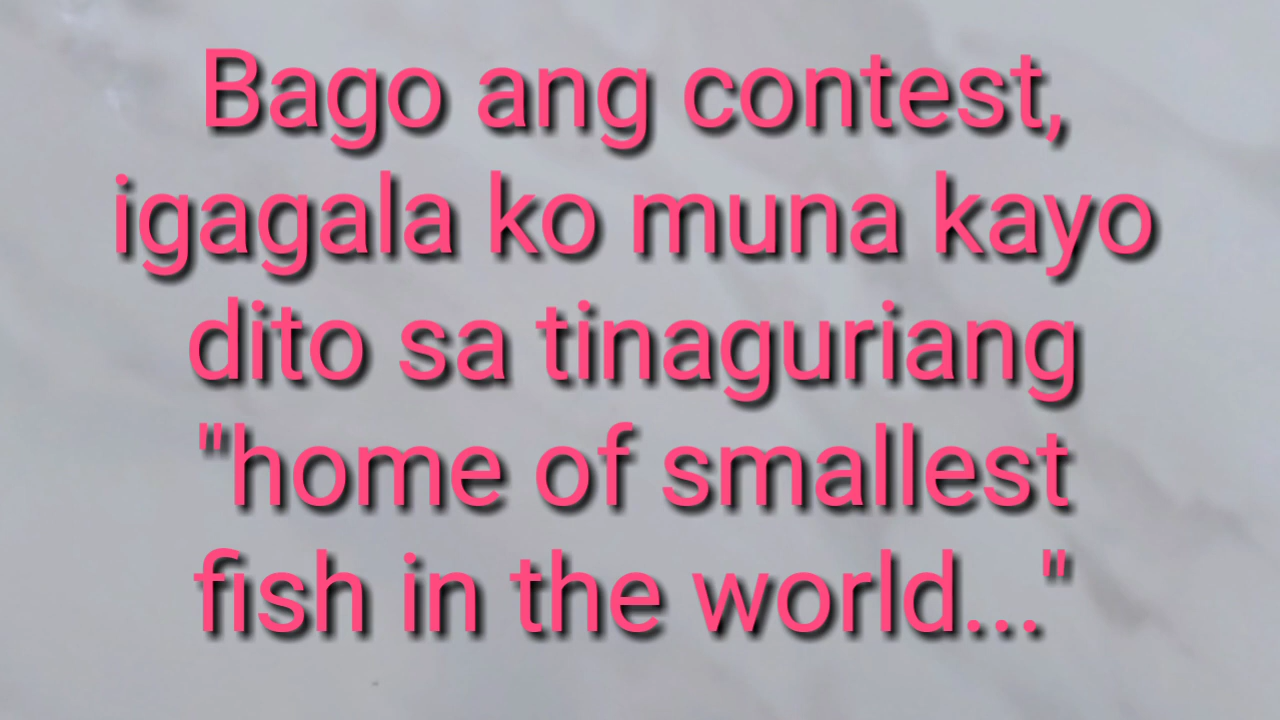 Bago ang contest,
igagala ko muna kayo
dito sa tinaguriang
"home of smallest
fish in the world..."